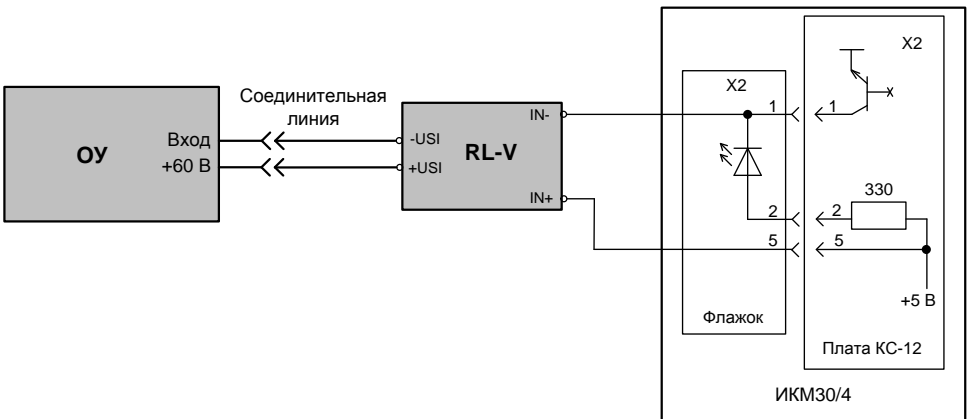 ОУ
Вход
+60 В
Соединительная
линия
-USI
+USI
RL-V
IN-
IN+
X2
1
2
5
Флажок
X2
1
2
5
330
+5 В
Плата КС-12
ИКМ30/4